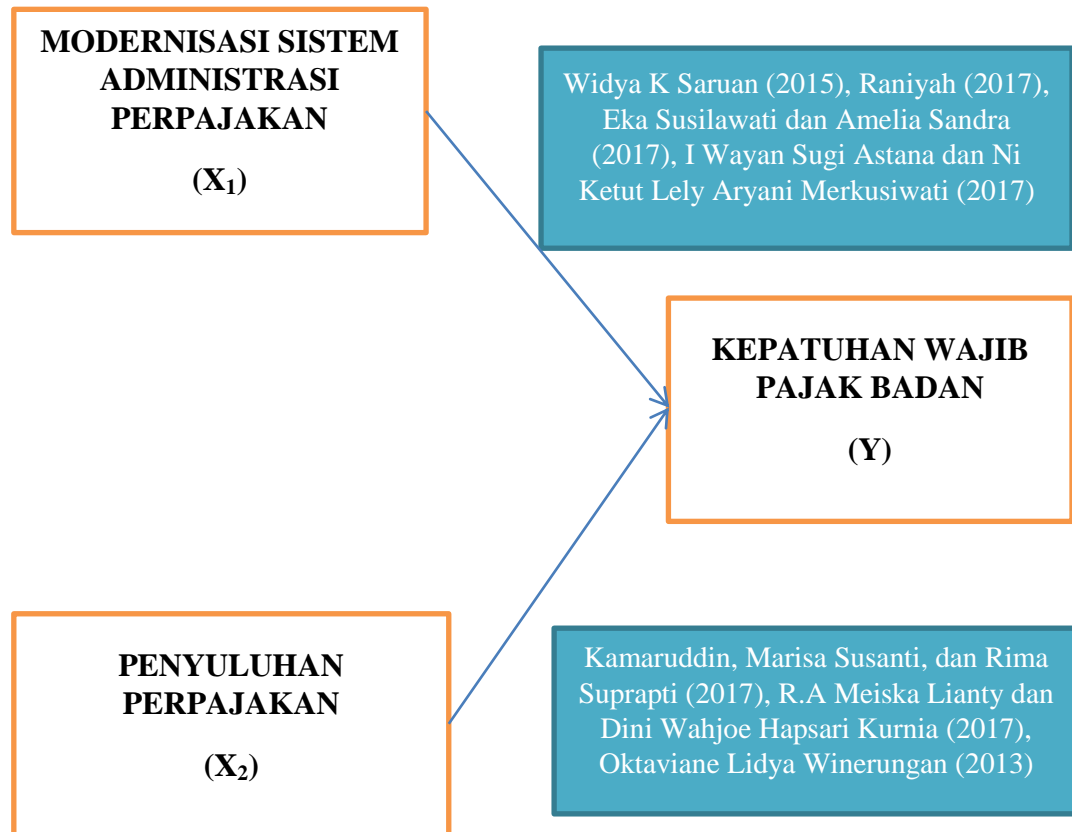 MODERNISASI SISTEM
ADMINISTRASI
PERPAJAKAN
(X₁)
Widya K Saruan (2015), Raniyah (2017),
Eka Susilawati dan Amelia Sandra
(2017), I Wayan Sugi Astana dan Ni
Ketut Lely Aryani Merkusiwati (2017)
KEPATUHAN WAJIB
PAJAK BADAN
(Y)
PENYULUHAN
PERPAJAKAN
(X₂)
Kamaruddin, Marisa Susanti, dan Rima
Suprapti (2017), R.A Meiska Lianty dan
Dini Wahjoe Hapsari Kurnia (2017),
Oktaviane Lidya Winerungan (2013)